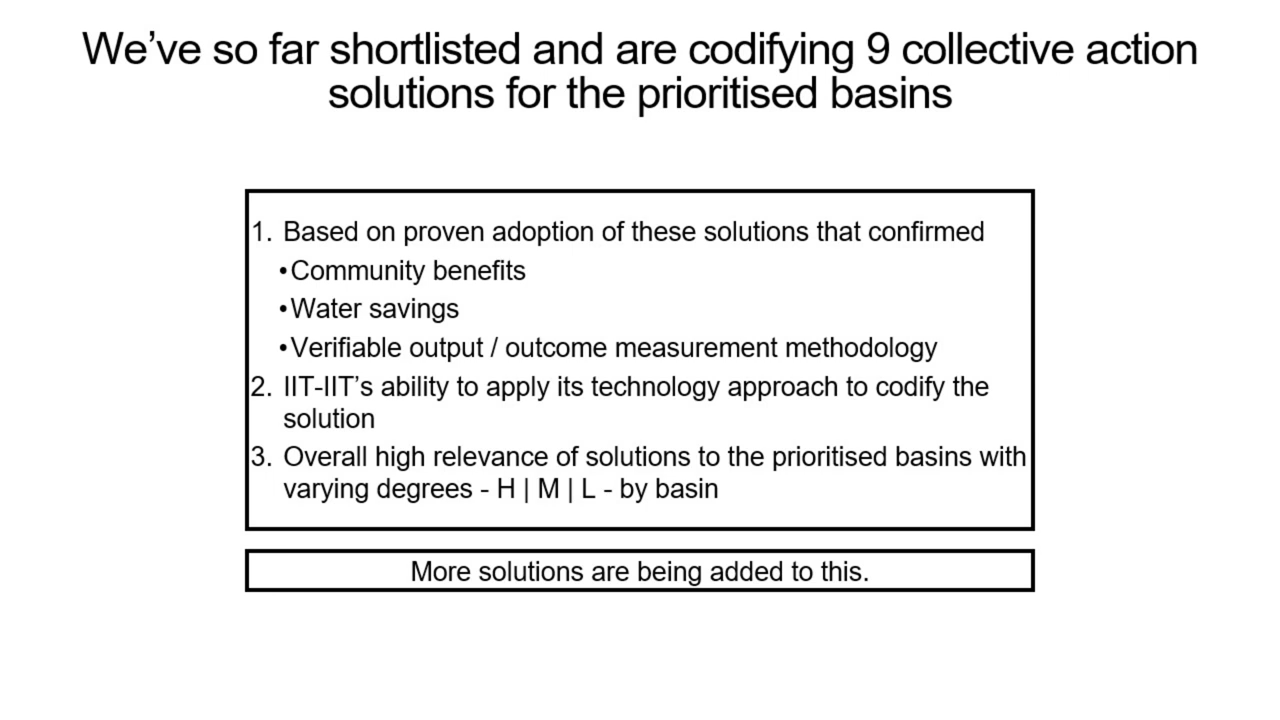 We’ve so far shortlisted and are codifying 9 collective action
solutions for the prioritised basins
1. Based on proven adoption of these solutions that confirmed
•Community benefits
•Water savings
•Verifiable output / outcome measurement methodology
2. IIT-IIT’s ability to apply its technology approach to codify the
solution
3. Overall high relevance of solutions to the prioritised basins with
varying degrees - H | M | L - by basin
More solutions are being added to this.